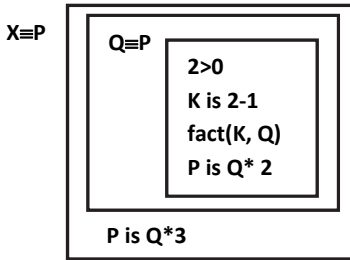 X≡P
Q≡P
2>0
K is 2-1
fact(K, Q)
P is Q* 2
P is Q*3